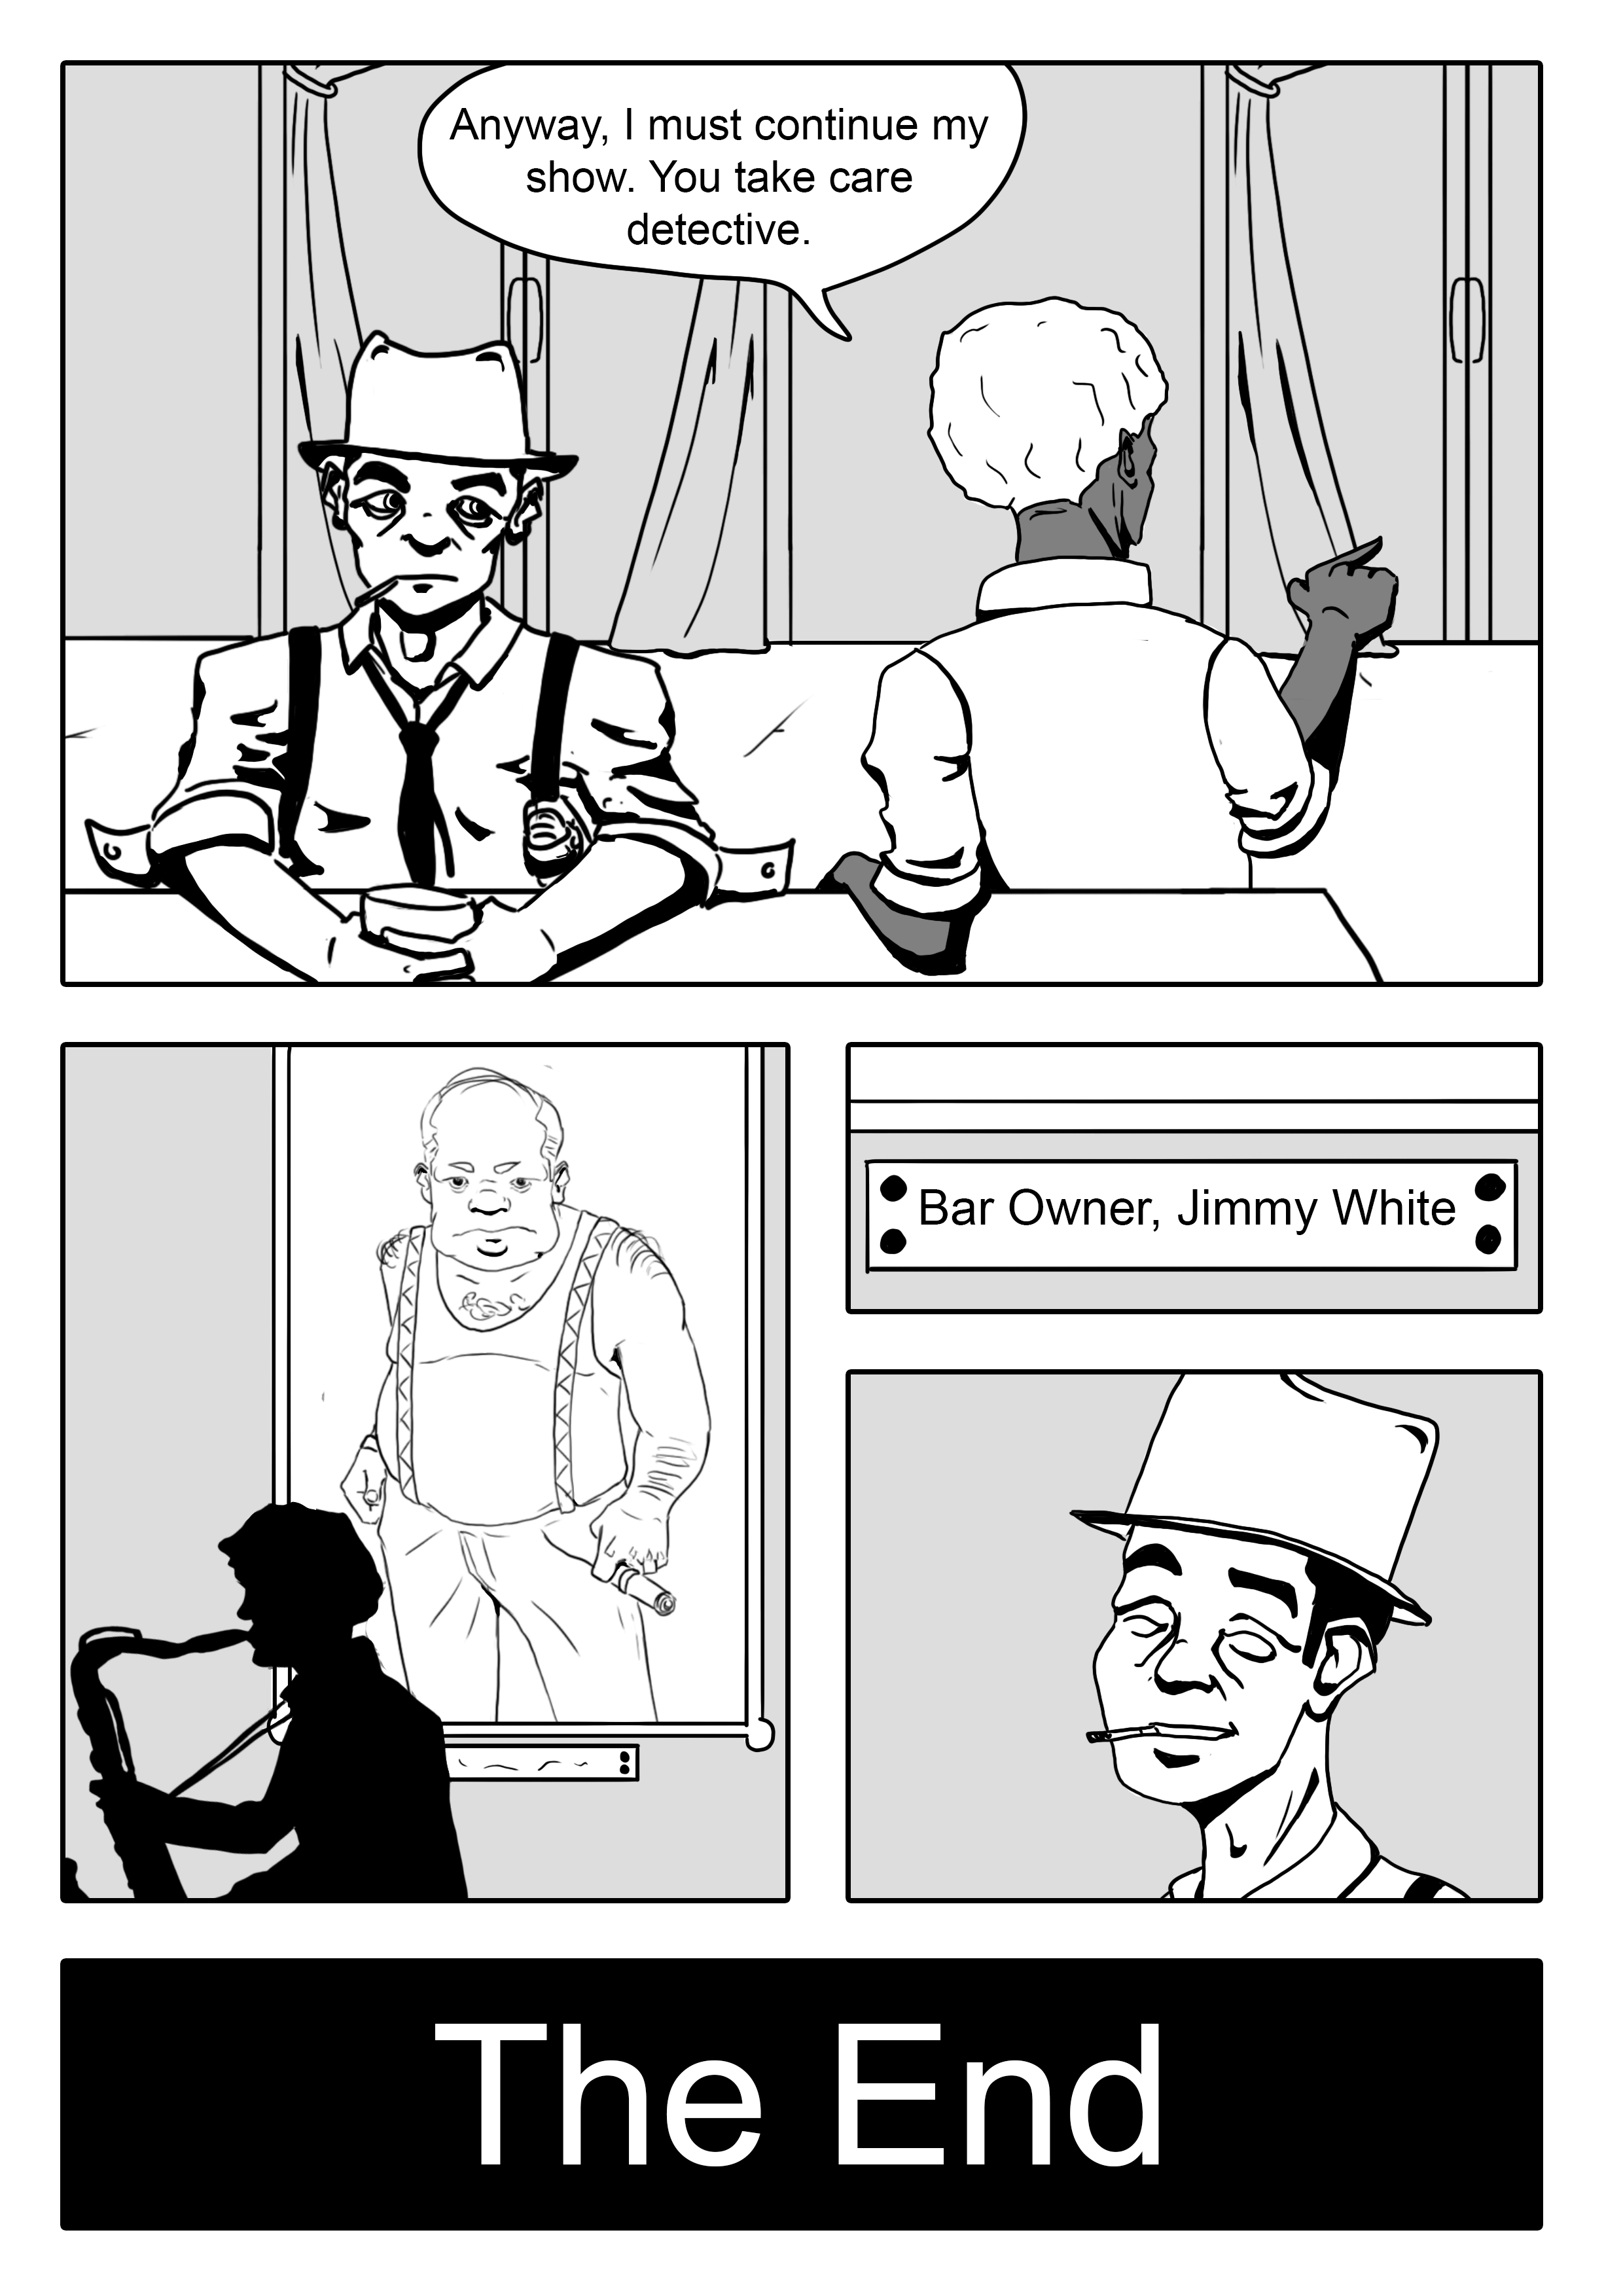 Anyway, I must continue my
show. You take care
detective.
Bar Owner, Jimmy White
The End